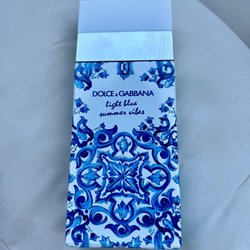 DOLCE & GABBANA
light blue
summer vibes